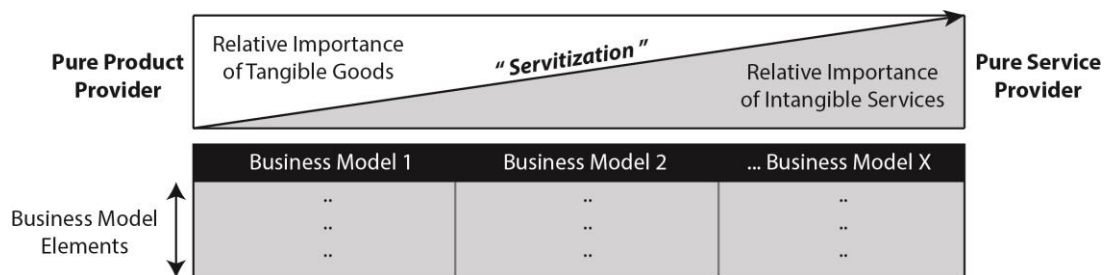 Pure Product
Provider
Relative Importance
of Tangible Goods
" Servitization "
Relative Importance
of Intangible Services
Pure Service
Provider
Business Model 1
Business Model 2
... Business Model X
Business Model
Elements
.. .. ..
.. .. ..
.. .. ..